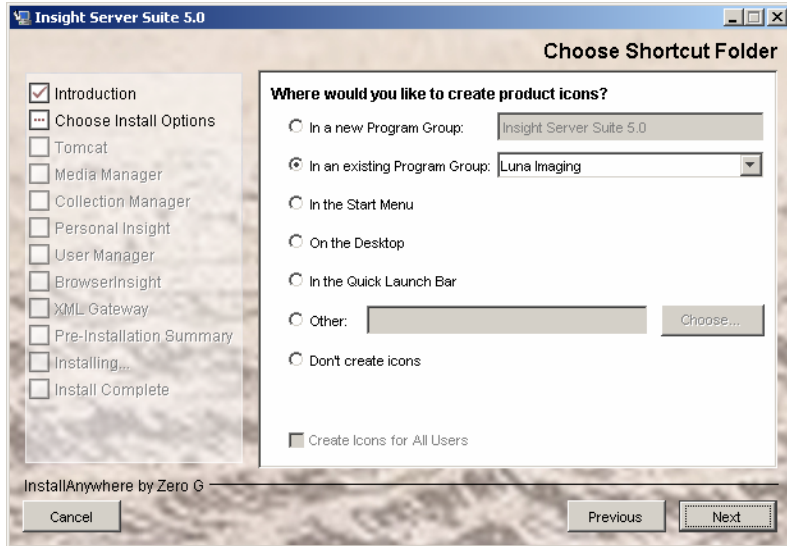 Insight Server Suite 5.0
Choose Shortcut Folder
Introduction
Choose Install Options
Tomcat
Media Manager
Collection Manager
Personal Insight
User Manager
BrowserInsight
XML Gateway
Pre-Installation Summary
Installing...
Install Complete
Where would you like to create product icons?
In a new Program Group: Insight Server Suite 5.0
In an existing Program Group: Luna Imaging
In the Start Menu
On the Desktop
In the Quick Launch Bar
Other: Choose...
Don't create icons
Create Icons for All Users
InstallAnywhere by Zero G
Cancel Previous Next